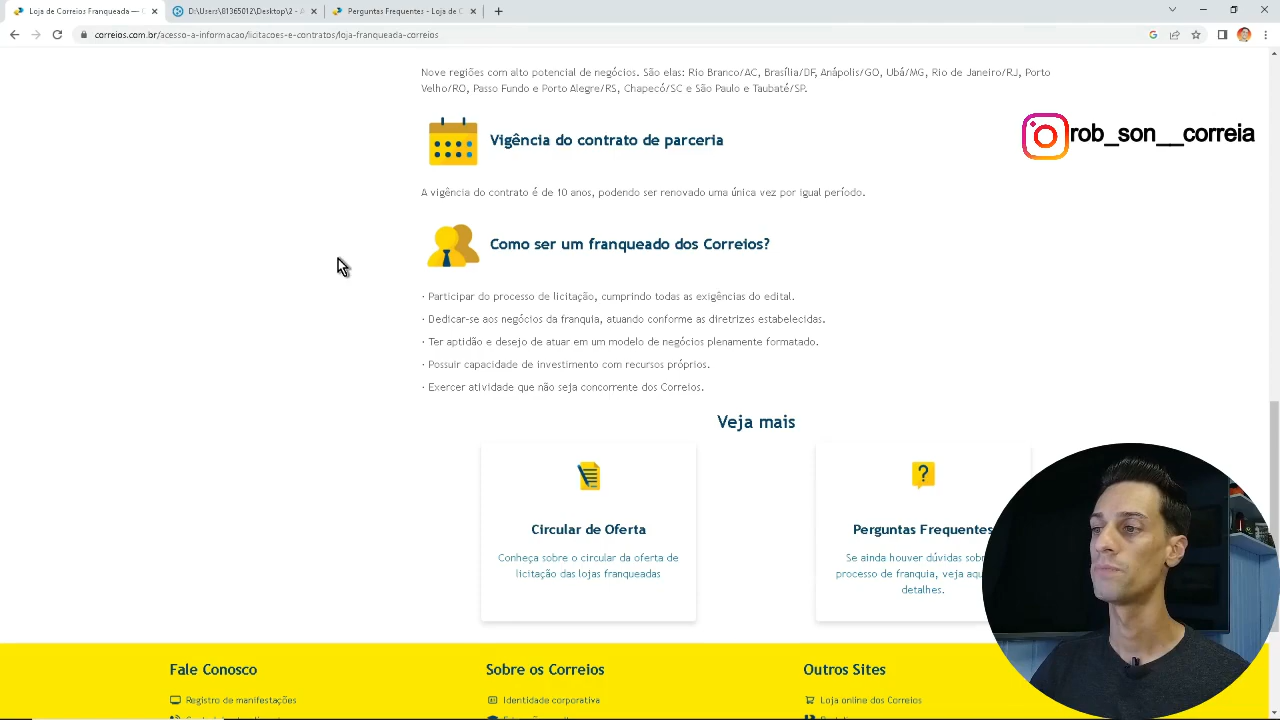 Loja de Correios Franqueada — C
D:\Users\81365012\Desktop\2 - A
Perguntas Frequentes - Loja de C
correios.com.br/acesso-a-informacao/licitacoes-e-contratos/loja-franqueada-correios
Nove regiões com alto potencial de negócios. São elas: Rio Branco/AC, Brasília/DF, Anápolis/GO, Ubá/MG, Rio de Janeiro/RJ, Porto
Velho/RO, Passo Fundo e Porto Alegre/RS, Chapecó/SC e São Paulo e Taubaté/SP.
rob_son__correia
Vigência do contrato de parceria
A vigência do contrato é de 10 anos, podendo ser renovado uma única vez por igual período.
Como ser um franqueado dos Correios?
· Participar do processo de licitação, cumprindo todas as exigências do edital.
· Dedicar-se aos negócios da franquia, atuando conforme as diretrizes estabelecidas.
· Ter aptidão e desejo de atuar em um modelo de negócios plenamente formatado.
· Possuir capacidade de investimento com recursos próprios.
· Exercer atividade que não seja concorrente dos Correios.
Veja mais
Circular de Oferta
Conheça sobre o circular da oferta de
licitação das lojas franqueadas
Perguntas Frequentes
Se ainda houver dúvidas sobr
processo de franquia, veja aqu
detalhes.
Fale Conosco
Registro de manifestações
Sobre os Correios
Identidade corporativa
Outros Sites
Loja online dos Correios